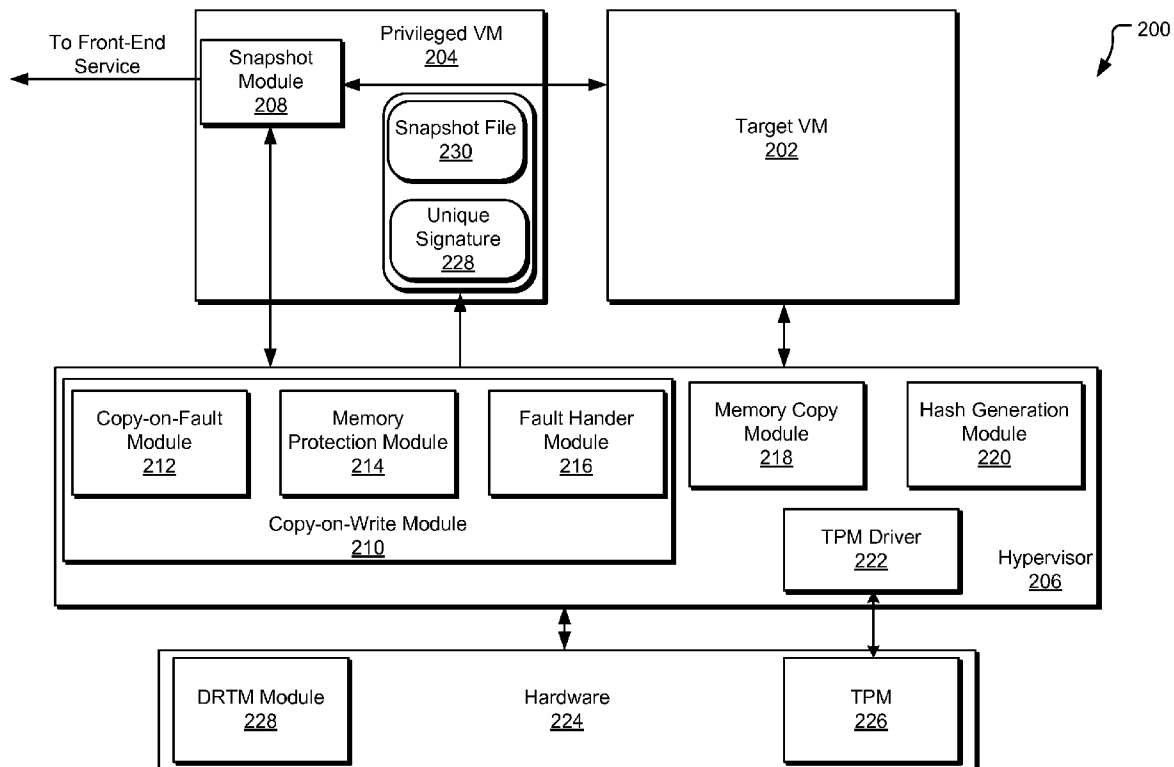 200
To Front-End
Service
Privileged VM
204
Snapshot
Module
208
Snapshot File
230
Unique
Signature
228
Target VM
202
Copy-on-Fault
Module
212
Memory
Protection Module
214
Fault Hander
Module
216
Copy-on-Write Module
210
Memory Copy
Module
218
Hash Generation
Module
220
TPM Driver
222
Hypervisor
206
DRTM Module
228
Hardware
224
TPM
226